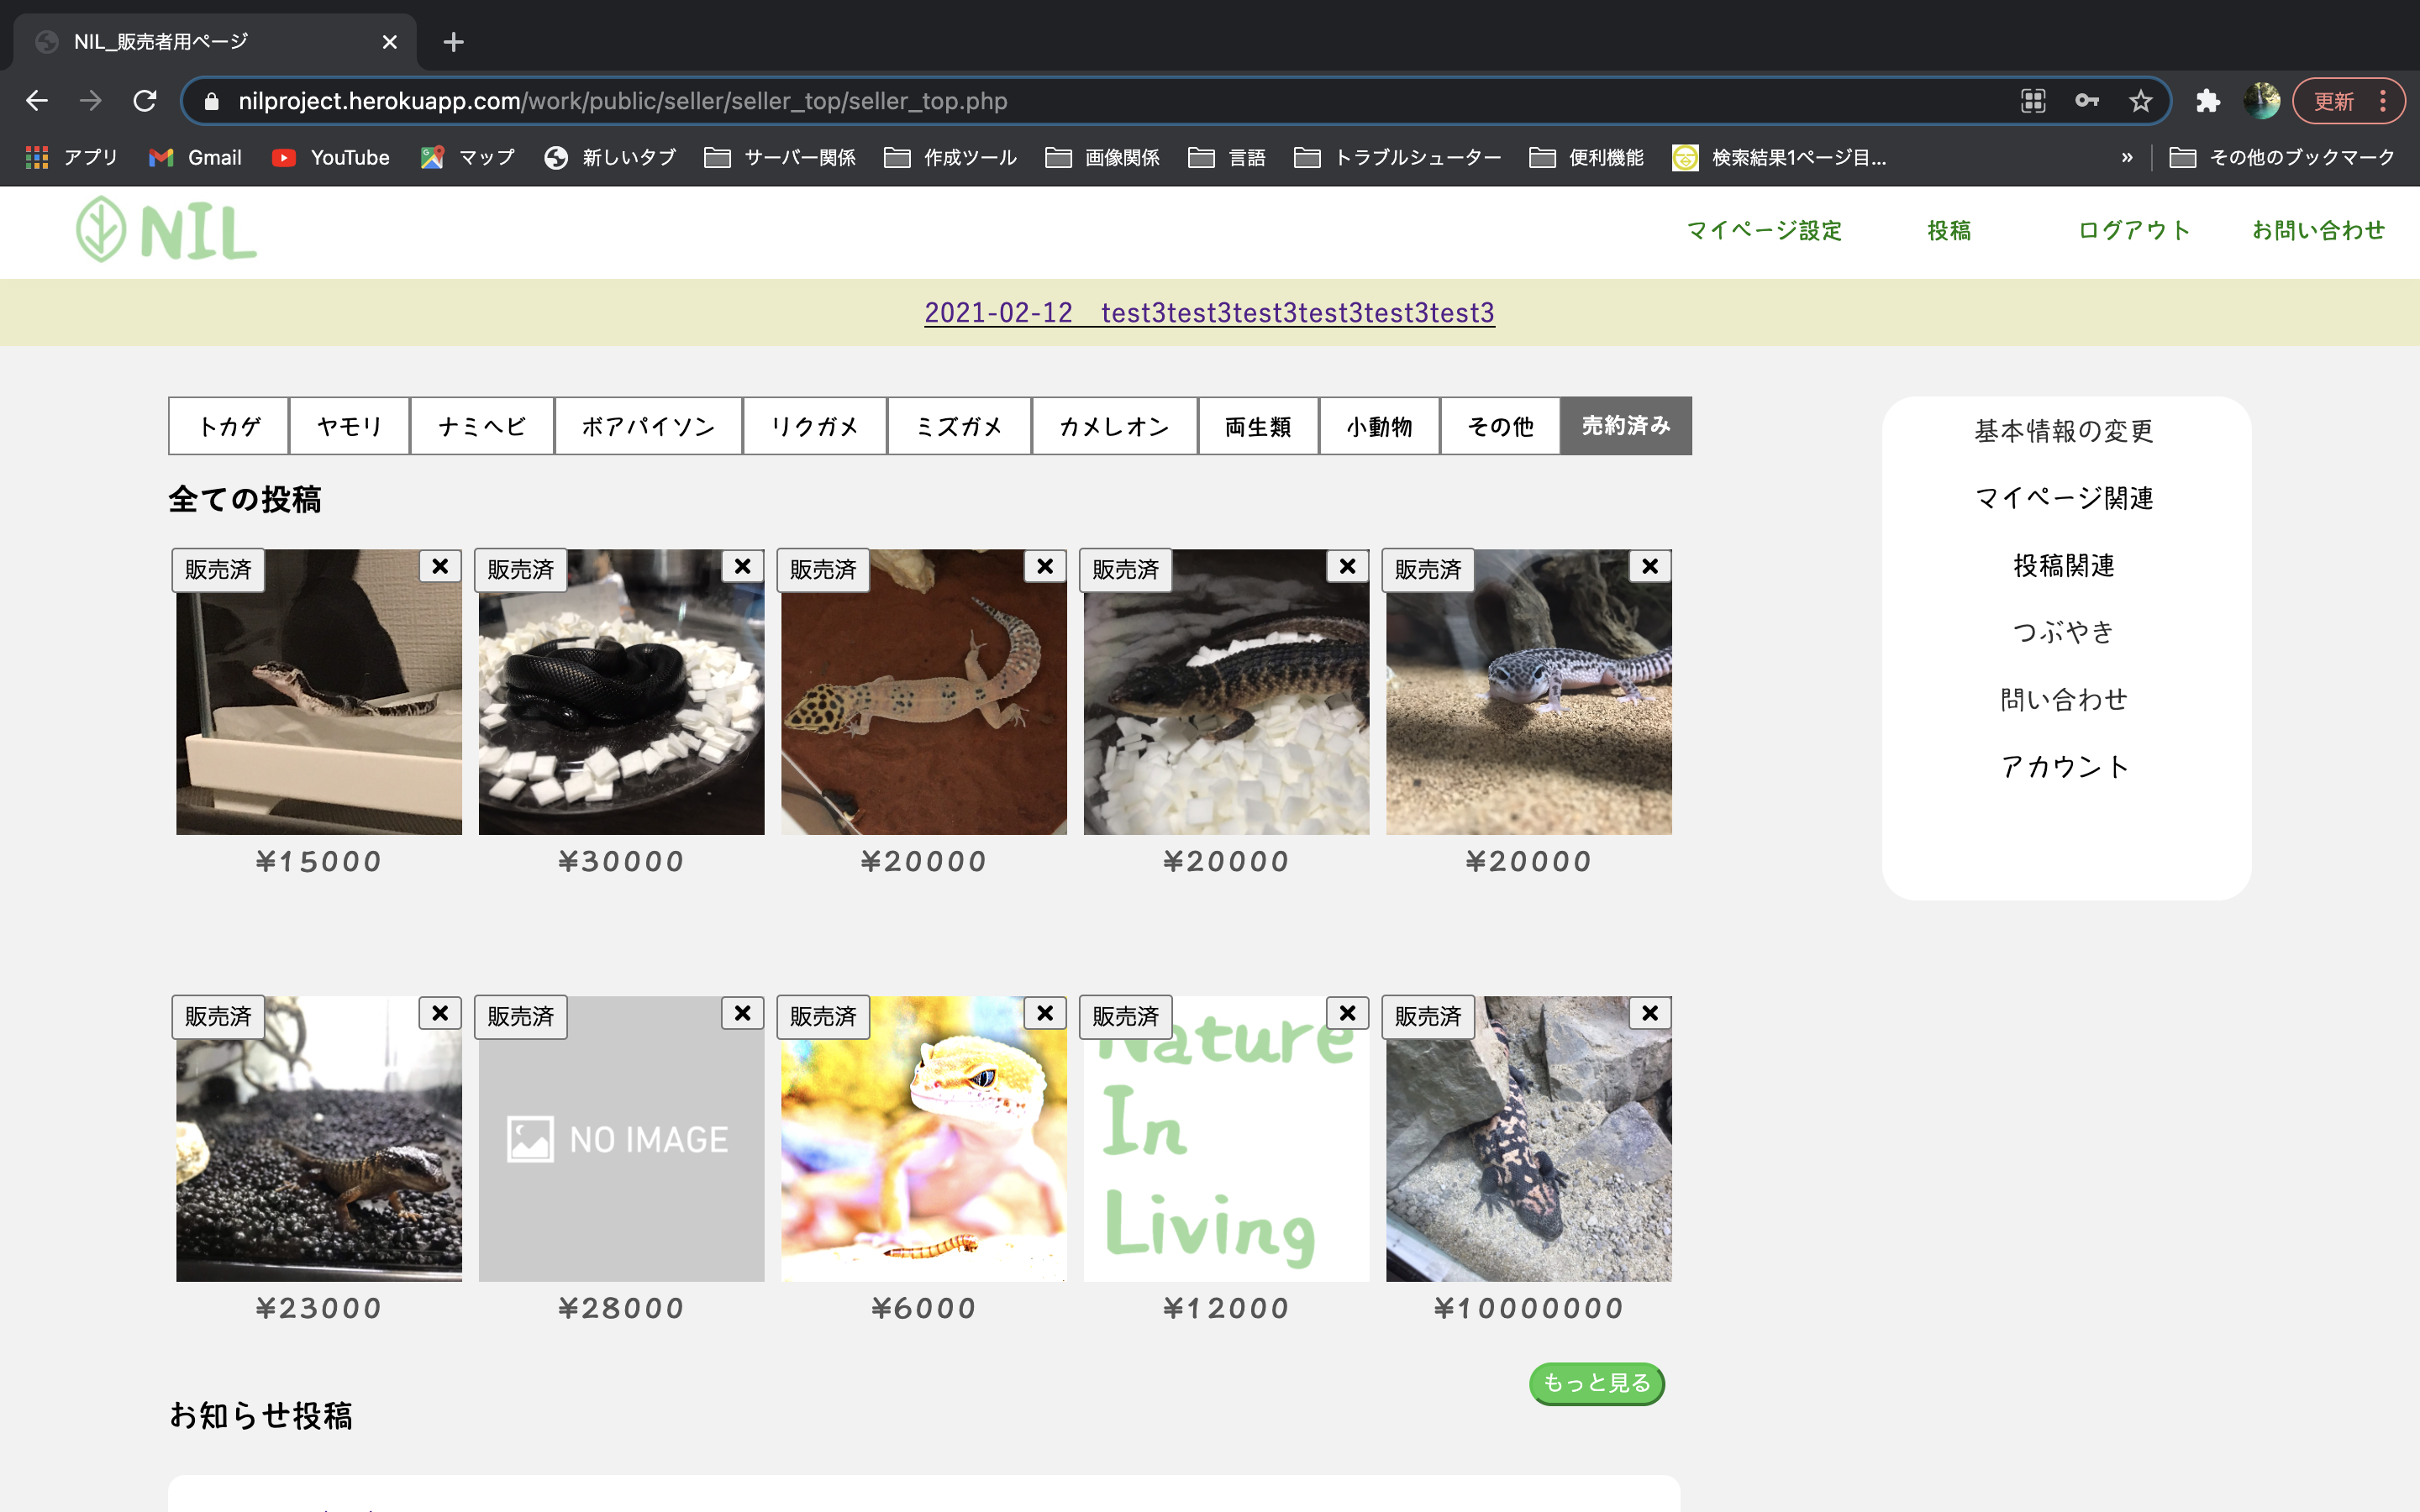 NIL_販売者用ページ
nilproject.herokuapp.com/work/public/seller/seller_top/seller_top.php
更新
アプリ Gmail YouTube マップ 新しいタブ サーバー関係 作成ツール 画像関係 言語 トラブルシューター 便利機能 検索結果1ページ目... » その他のブックマーク
NIL マイページ設定 投稿 ログアウト お問い合わせ
2021-02-12　test3test3test3test3test3test3
トカゲ ヤモリ ナミヘビ ボアパイソン リクガメ ミズガメ カメレオン 両生類 小動物 その他 売約済み
全ての投稿
販売済 販売済 販売済 販売済 販売済
¥15000 ¥30000 ¥20000 ¥20000 ¥20000
販売済 販売済 販売済 販売済 販売済
NO IMAGE
Nature
In
Living
¥23000 ¥28000 ¥6000 ¥12000 ¥10000000
もっと見る
お知らせ投稿
基本情報の変更
マイページ関連
投稿関連
つぶやき
問い合わせ
アカウント